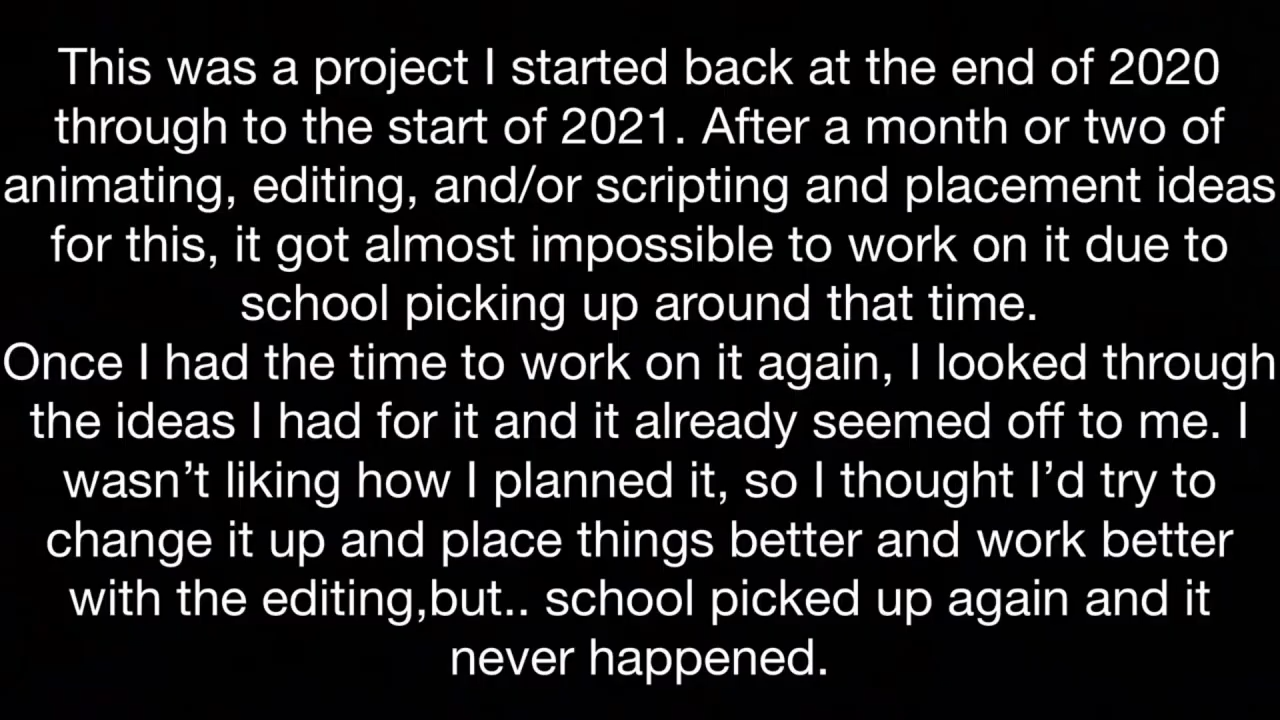 This was a project I started back at the end of 2020
through to the start of 2021. After a month or two of
animating, editing, and/or scripting and placement ideas
for this, it got almost impossible to work on it due to
school picking up around that time.
Once I had the time to work on it again, I looked through
the ideas I had for it and it already seemed off to me. I
wasn’t liking how I planned it, so I thought I’d try to
change it up and place things better and work better
with the editing,but.. school picked up again and it
never happened.